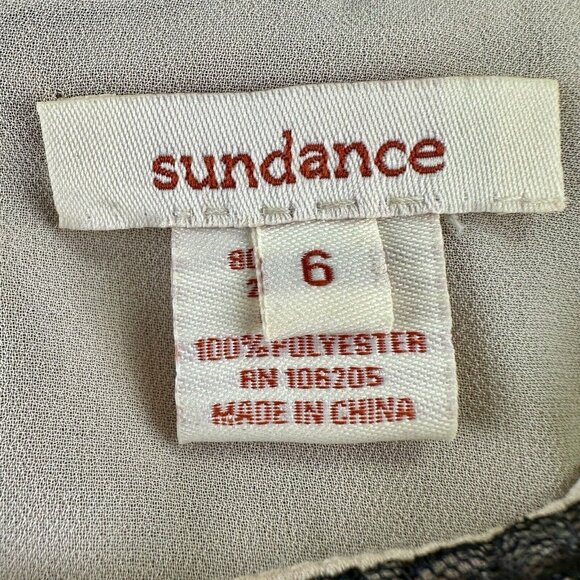 sundance
6
100% POLYESTER
RN 106205
MADE IN CHINA